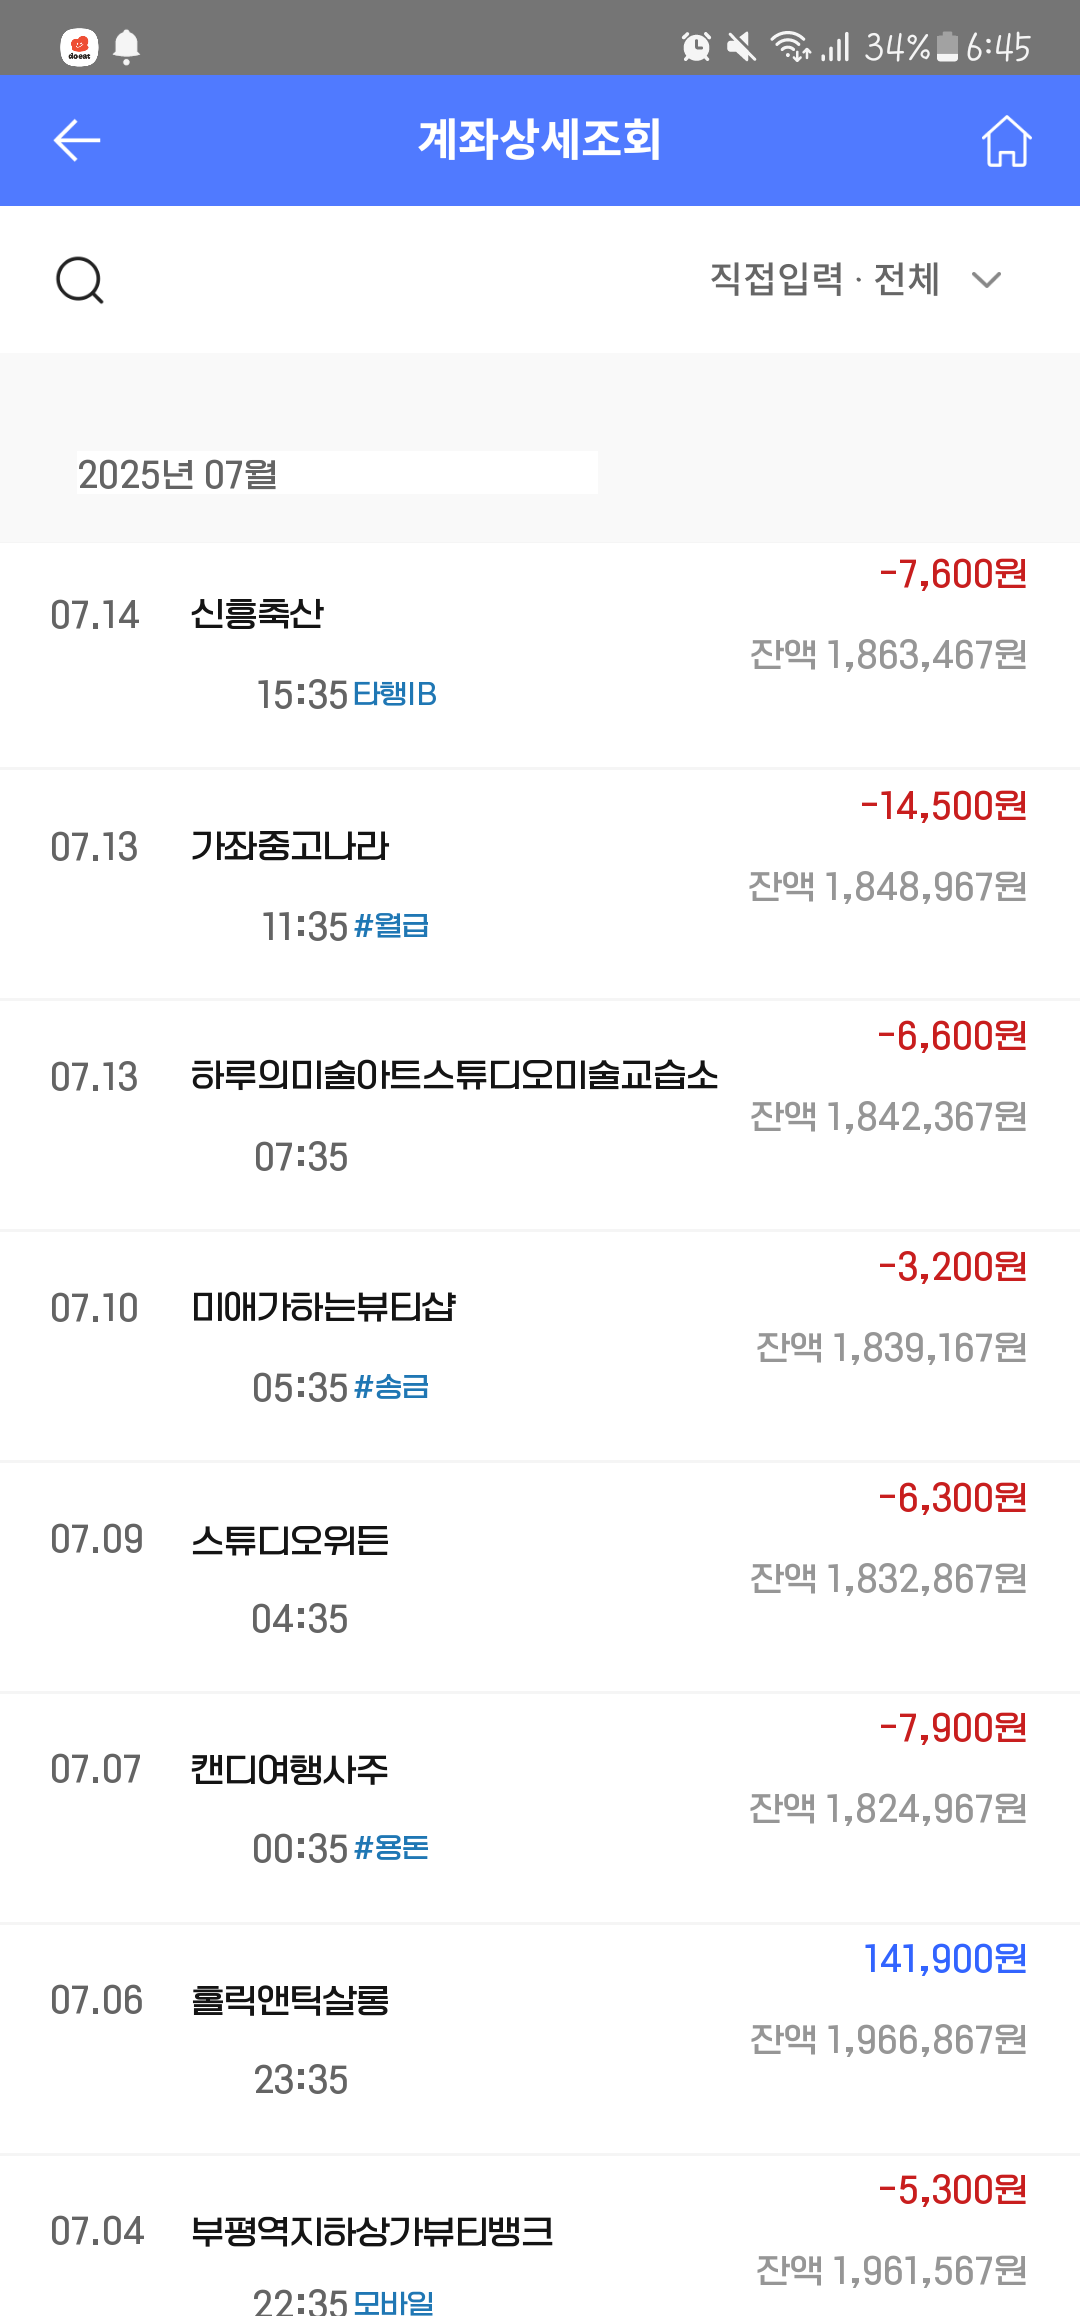 doeat 34% 6:45
계좌상세조회
직접입력 · 전체
2025년 07월
-7,600원
07.14 신흥축산
잔액 1,863,467원
15:35 타행IB
-14,500원
07.13 가좌중고나라
잔액 1,848,967원
11:35 #월급
-6,600원
07.13 하루의미술아트스튜디오미술교습소
잔액 1,842,367원
07:35
-3,200원
07.10 미애가하는뷰티샵
잔액 1,839,167원
05:35 #송금
-6,300원
07.09 스튜디오위든
잔액 1,832,867원
04:35
-7,900원
07.07 캔디여행사주
잔액 1,824,967원
00:35 #용돈
141,900원
07.06 홀릭앤틱살롱
잔액 1,966,867원
23:35
-5,300원
07.04 부평역지하상가뷰티뱅크
잔액 1,961,567원
22:35 모바일